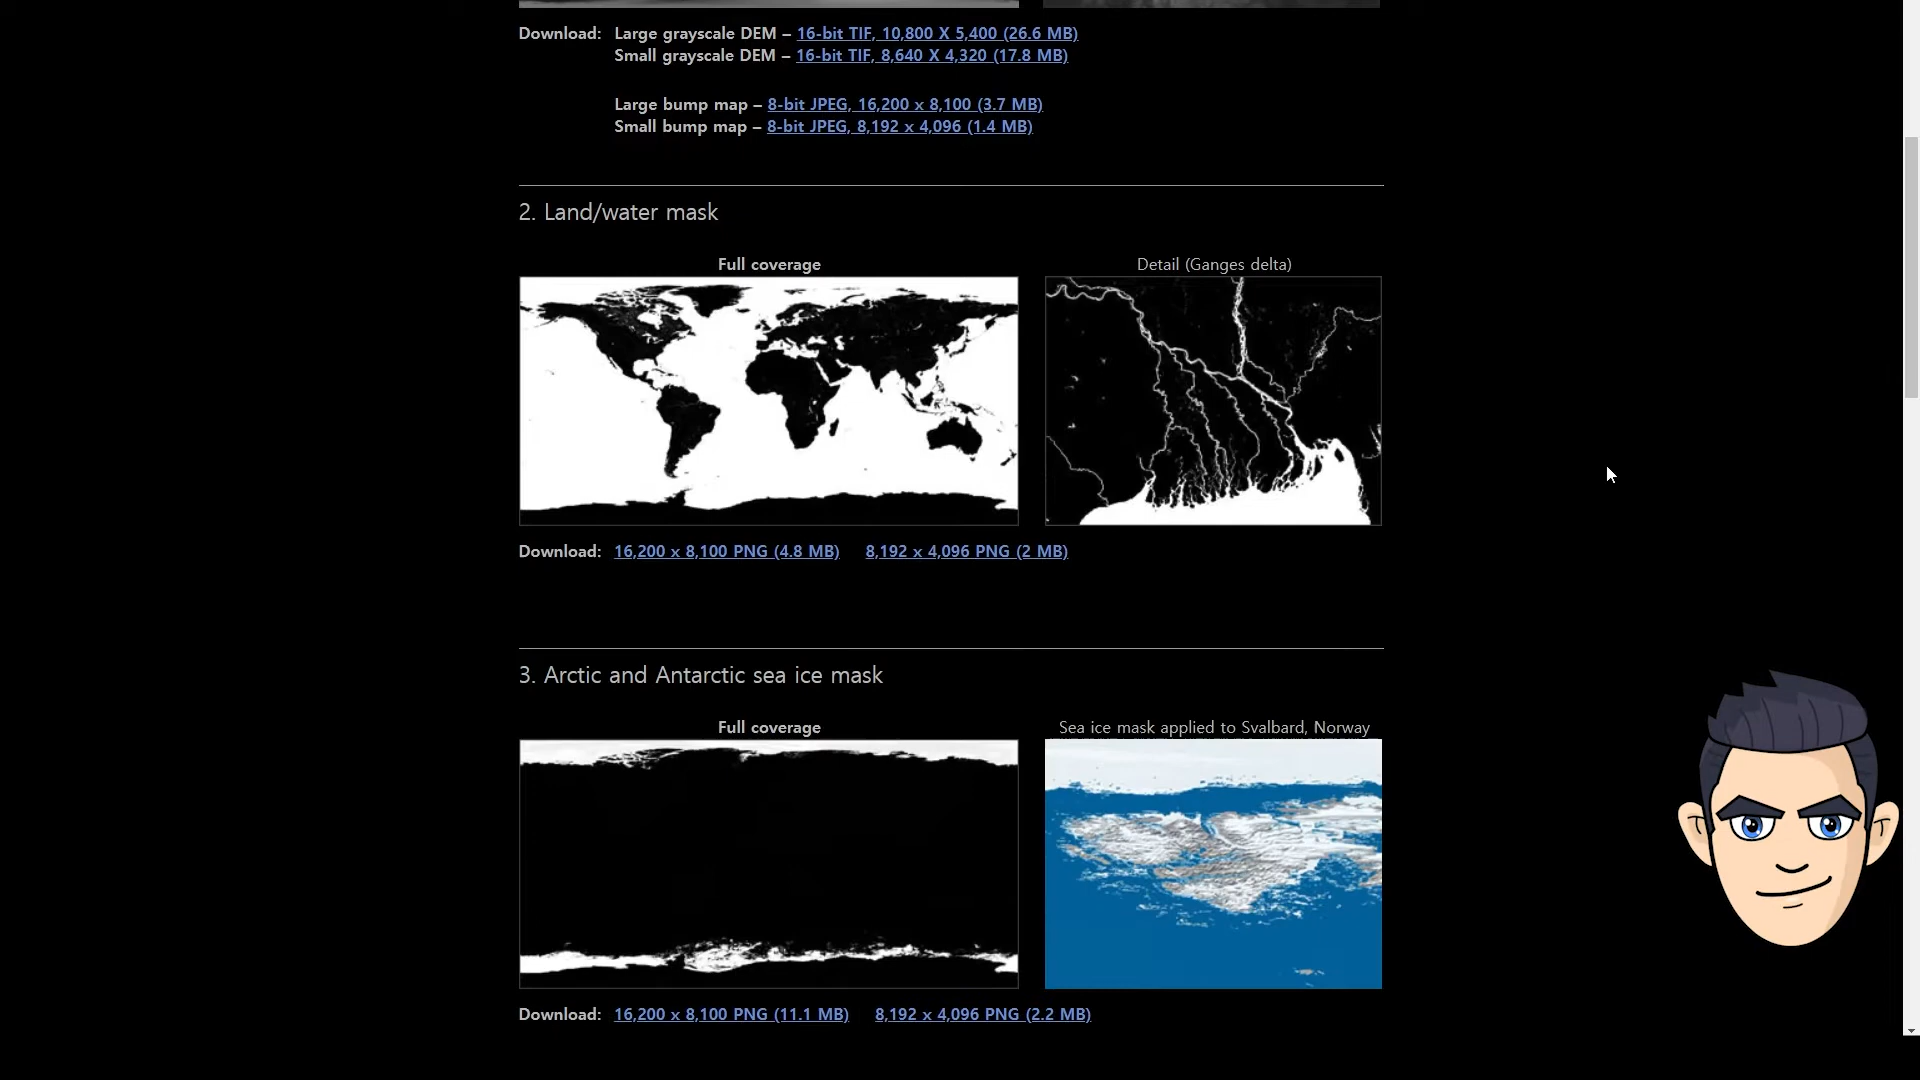 Download: Large grayscale DEM – 16-bit TIF, 10,800 X 5,400 (26.6 MB)
Small grayscale DEM – 16-bit TIF, 8,640 X 4,320 (17.8 MB)
Large bump map – 8-bit JPEG, 16,200 x 8,100 (3.7 MB)
Small bump map – 8-bit JPEG, 8,192 x 4,096 (1.4 MB)
2. Land/water mask
Full coverage
Detail (Ganges delta)
Download: 16,200 x 8,100 PNG (4.8 MB) 8,192 x 4,096 PNG (2 MB)
3. Arctic and Antarctic sea ice mask
Full coverage
Sea ice mask applied to Svalbard, Norway
Download: 16,200 x 8,100 PNG (11.1 MB) 8,192 x 4,096 PNG (2.2 MB)